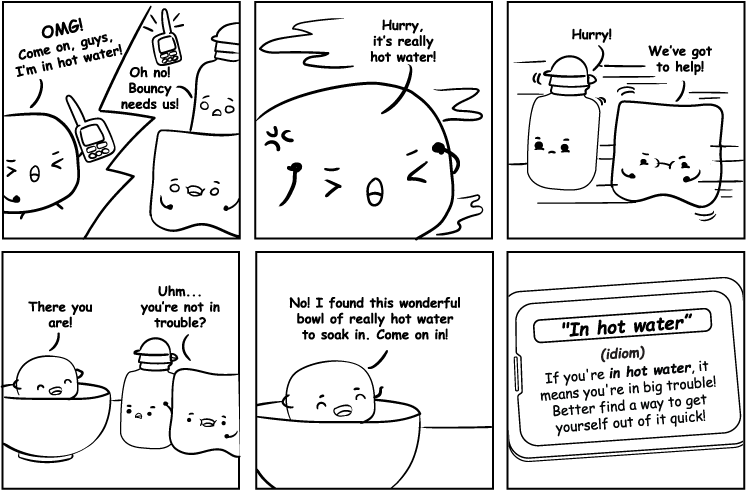 OMG!
Come on, guys,
I'm in hot water!
Oh no!
Bouncy
needs us!
Hurry,
it's really
hot water!
Hurry!
We've got
to help!
There you
are!
Uhm...
you're not in
trouble?
No! I found this wonderful
bowl of really hot water
to soak in. Come on in!
"In hot water"
(idiom)
If you're in hot water, it
means you're in big trouble!
Better find a way to get
yourself out of it quick!